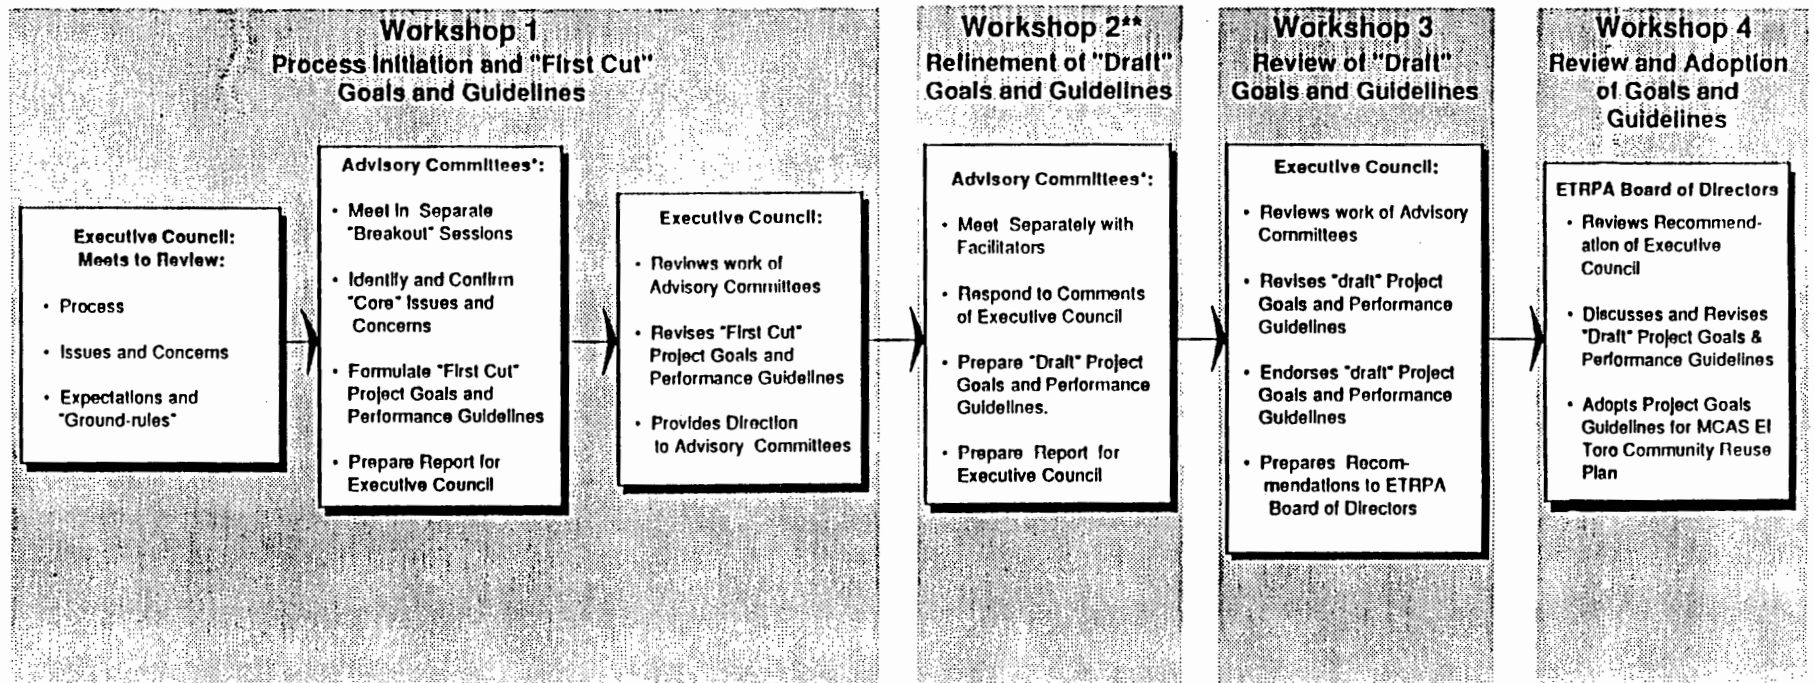 Workshop 1
Process Initiation and "First Cut"
Goals and Guidelines
Executive Council:
Meets to Review:
• Process
• Issues and Concerns
• Expectations and
"Ground-rules"
Advisory Committees*:
• Meet in Separate
"Breakout" Sessions
• Identify and Confirm
"Core" Issues and
Concerns
• Formulate "First Cut"
Project Goals and
Performance Guidelines
• Prepare Report for
Executive Council
Executive Council:
• Reviews work of
Advisory Committees
• Revises "First Cut"
Project Goals and
Performance Guidelines
• Provides Direction
to Advisory Committees
Workshop 2**
Refinement of "Draft"
Goals and Guidelines
Advisory Committees*:
• Meet Separately with
Facilitators
• Respond to Comments
of Executive Council
• Prepare "Draft" Project
Goals and Performance
Guidelines.
• Prepare Report for
Executive Council
Workshop 3
Review of "Draft"
Goals and Guidelines
Executive Council:
• Reviews work of Advisory
Committees
• Revises "draft" Project
Goals and Performance
Guidelines
• Endorses "draft" Project
Goals and Performance
Guidelines
• Prepares Recom-
mendations to ETRPA
Board of Directors
Workshop 4
Review and Adoption
of Goals and
Guidelines
ETRPA Board of Directors
• Reviews Recommend-
ation of Executive
Council
• Discusses and Revises
"Draft" Project Goals &
Performance Guidelines
• Adopts Project Goals
Guidelines for MCAS El
Toro Community Reuse
Plan